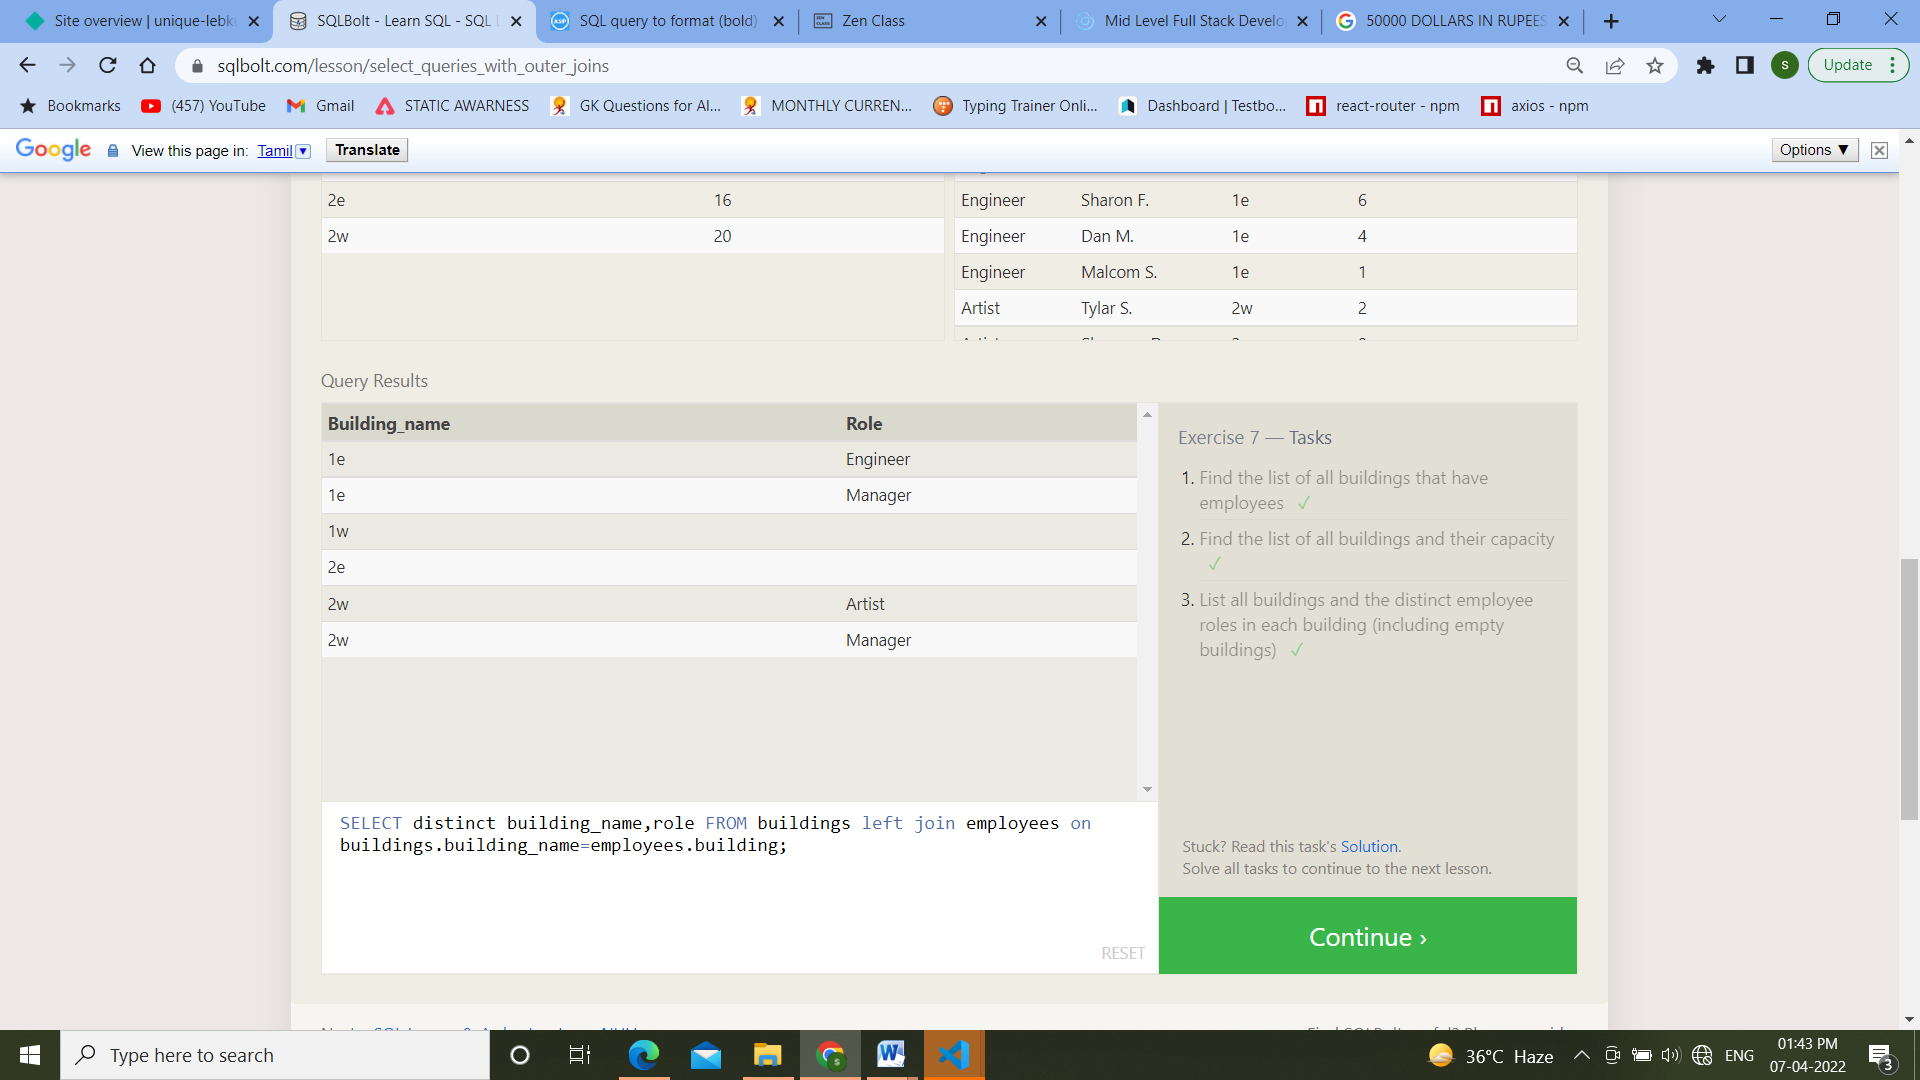 Site overview | unique-lebk
SQLBolt - Learn SQL - SQL
SQL query to format (bold)
Zen Class
Mid Level Full Stack Develo
50000 DOLLARS IN RUPEES
sqlbolt.com/lesson/select_queries_with_outer_joins
S
Update
Bookmarks
(457) YouTube
Gmail
STATIC AWARNESS
GK Questions for Al...
MONTHLY CURREN...
Typing Trainer Onli...
Dashboard | Testbo...
react-router - npm
axios - npm
Google View this page in: Tamil Translate
Options ▼
2e 16
2w 20
Engineer Sharon F. 1e 6
Engineer Dan M. 1e 4
Engineer Malcom S. 1e 1
Artist Tylar S. 2w 2
Query Results
Building_name Role
1e Engineer
1e Manager
1w
2e
2w Artist
2w Manager
Exercise 7 — Tasks
1. Find the list of all buildings that have
employees ✓
2. Find the list of all buildings and their capacity
✓
3. List all buildings and the distinct employee
roles in each building (including empty
buildings) ✓
SELECT distinct building_name,role FROM buildings left join employees on
buildings.building_name=employees.building;
RESET
Stuck? Read this task's Solution.
Solve all tasks to continue to the next lesson.
Continue ›
Type here to search
36°C Haze
ENG
01:43 PM
07-04-2022
3